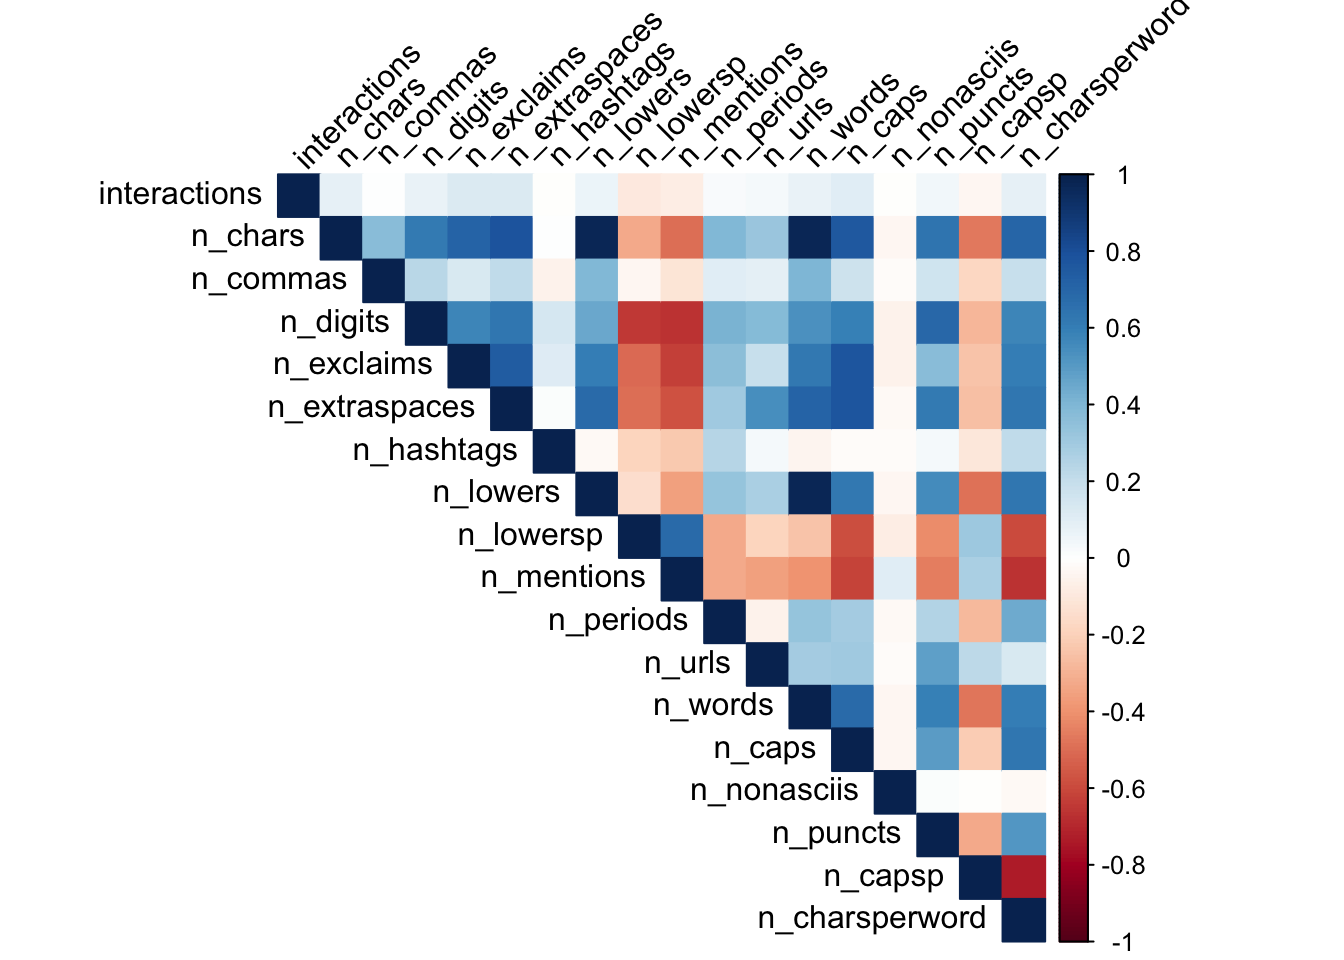 interactions
n_chars
n_commas
n_digits
n_exclaims
n_extraspaces
n_hashtags
n_lowers
n_lowersp
n_mentions
n_periods
n_urls
n_words
n_caps
n_nonasciis
n_puncts
n_capsp
n_charsperword
interactions
n_chars
n_commas
n_digits
n_exclaims
n_extraspaces
n_hashtags
n_lowers
n_lowersp
n_mentions
n_periods
n_urls
n_words
n_caps
n_nonasciis
n_puncts
n_capsp
n_charsperword
1
0.8
0.6
0.4
0.2
0
-0.2
-0.4
-0.6
-0.8
-1